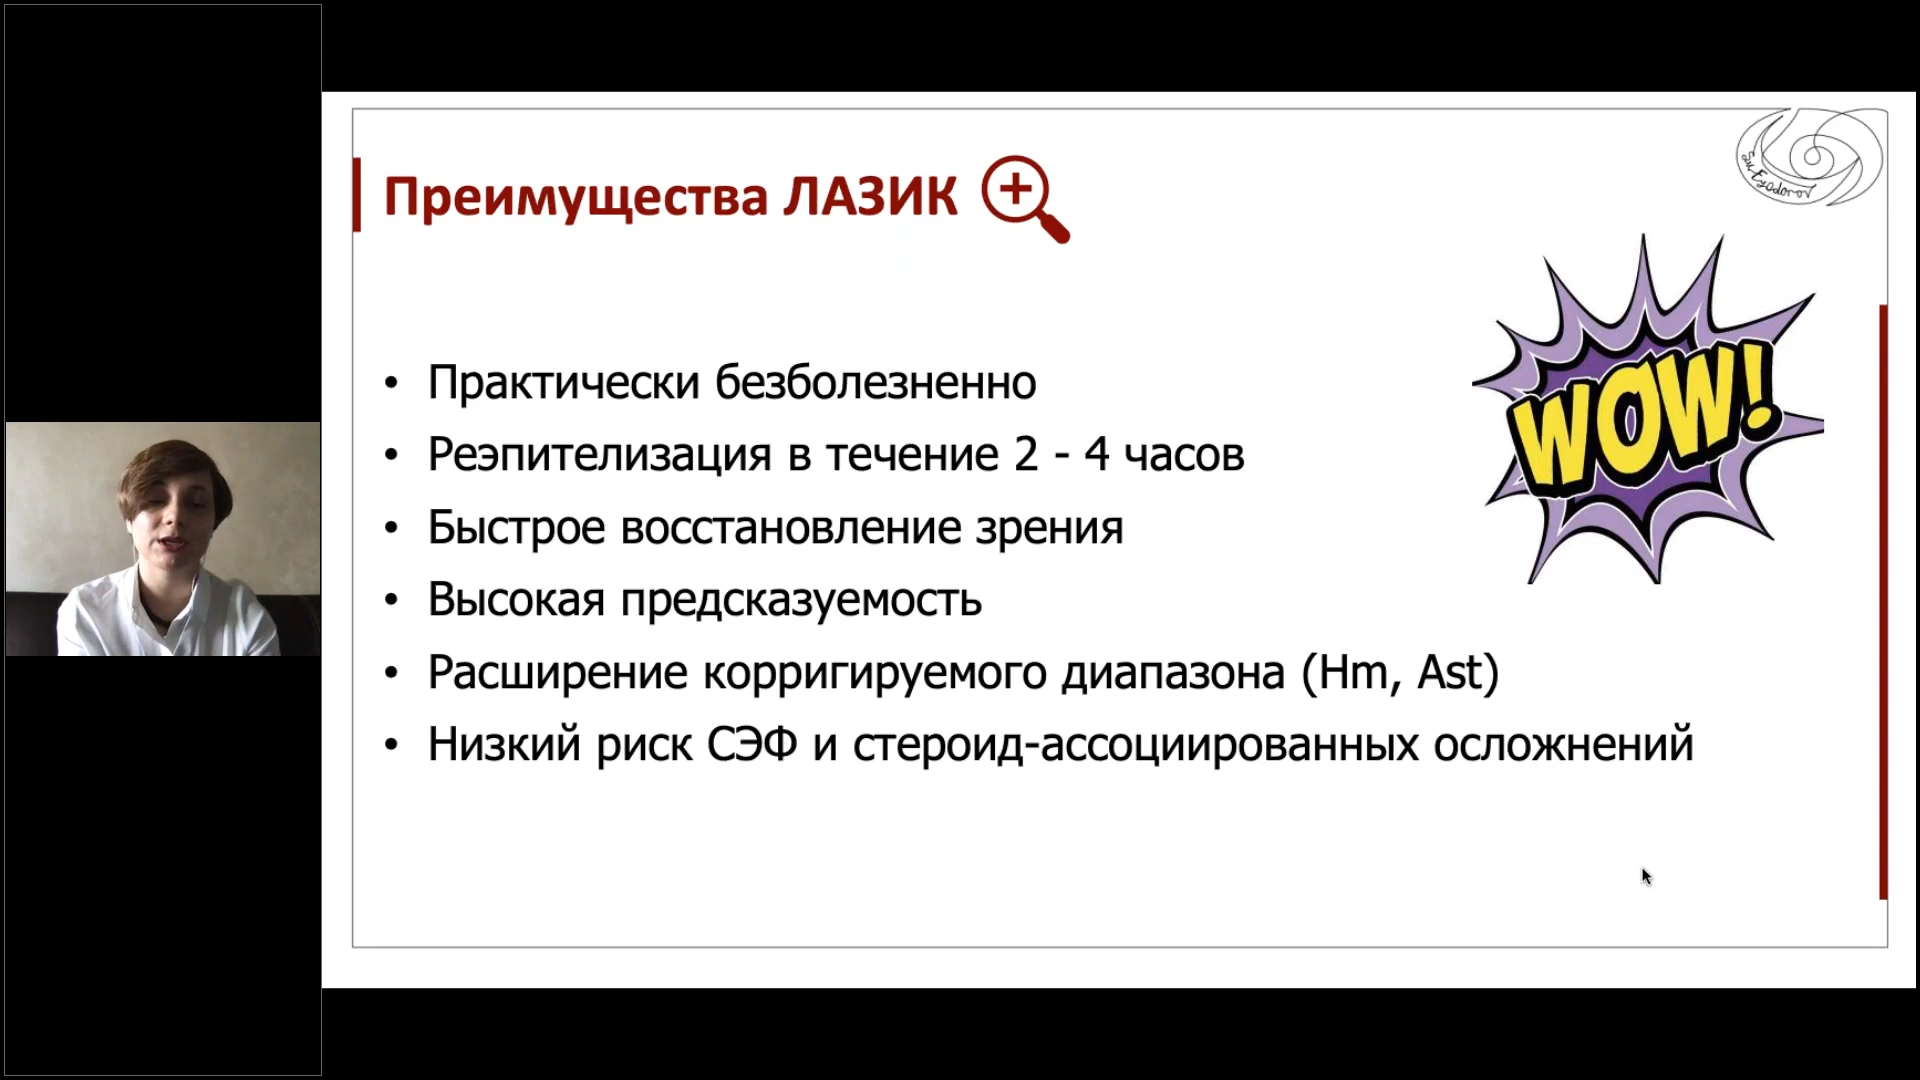 Преимущества ЛАЗИК
WOW!
• Практически безболезненно
• Реэпителизация в течение 2 - 4 часов
• Быстрое восстановление зрения
• Высокая предсказуемость
• Расширение корригируемого диапазона (Hm, Ast)
• Низкий риск СЭФ и стероид-ассоциированных осложнений